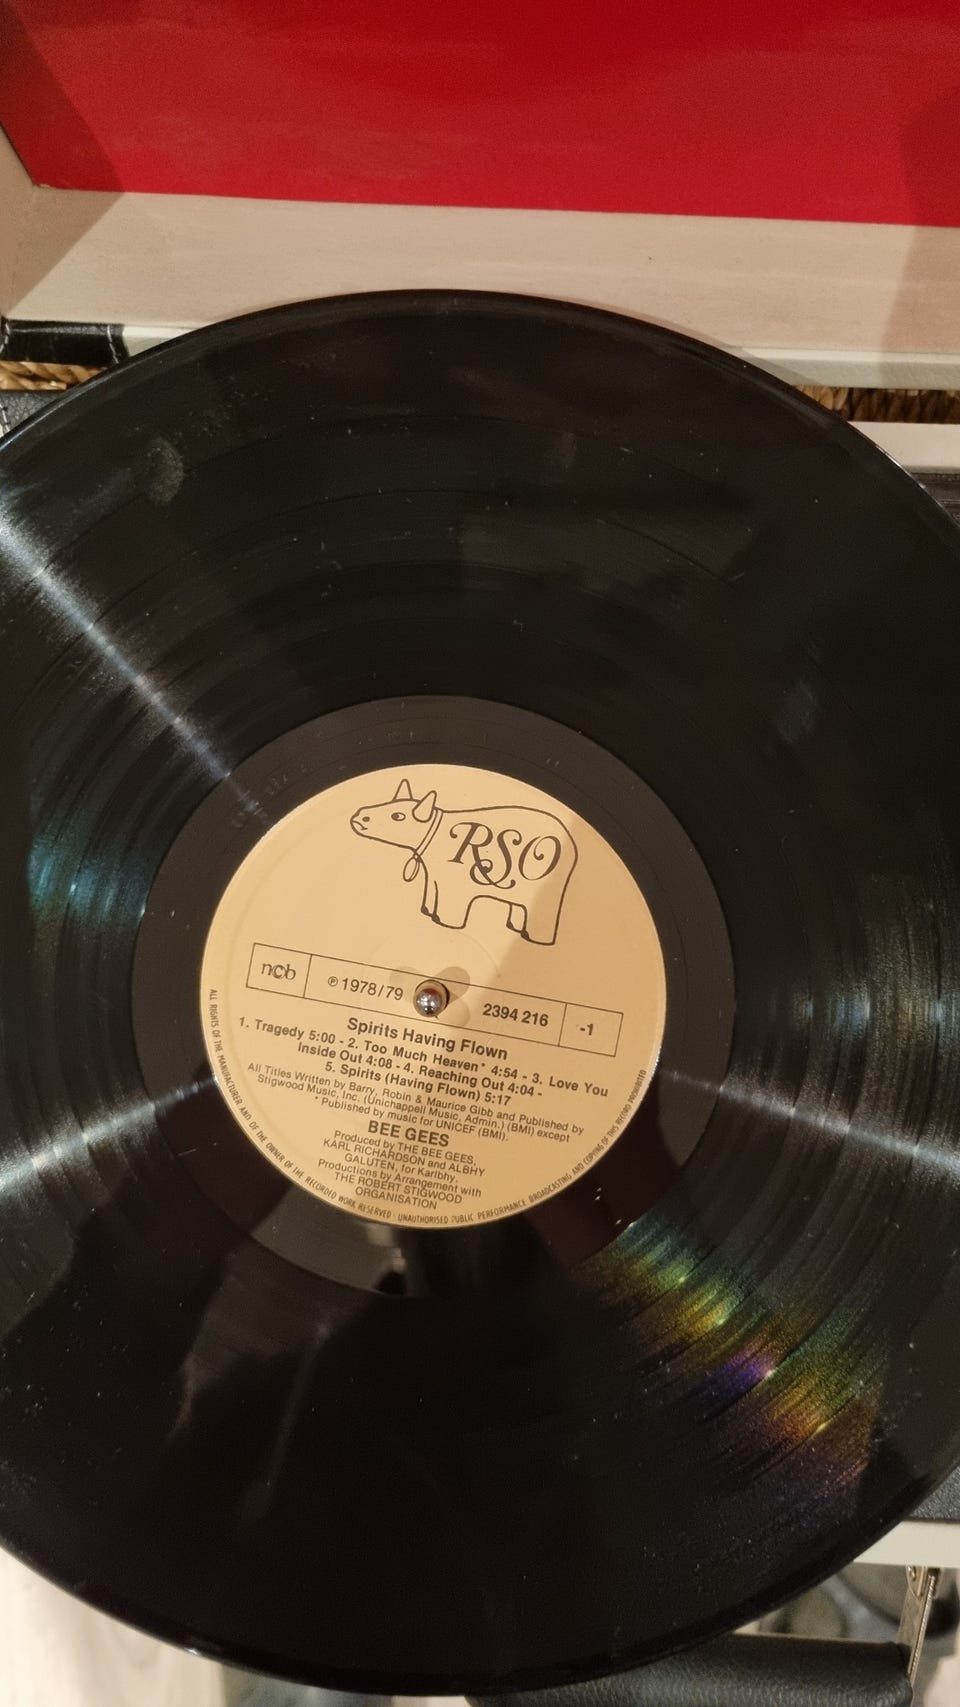 RSO
ncb
℗ 1978/79
2394 216
-1
Spirits Having Flown
1. Tragedy 5:00 - 2. Too Much Heaven* 4:54 - 3. Love You
Inside Out 4:08 - 4. Reaching Out 4:04 -
5. Spirits (Having Flown) 5:17
All Titles Written by Barry, Robin & Maurice Gibb and Published by
Stigwood Music, Inc. (Unichappell Music, Admin.) (BMI) except
* Published by music for UNICEF (BMI).
BEE GEES
Produced by THE BEE GEES,
KARL RICHARDSON and ALBHY
GALUTEN, for Karlbhy.
Productions by Arrangement with
THE ROBERT STIGWOOD
ORGANISATION
ALL RIGHTS OF THE MANUFACTURER AND OF THE OWNER OF THE RECORDED WORK RESERVED · UNAUTHORISED PUBLIC PERFORMANCE BROADCASTING AND COPYING OF THIS RECORD PROHIBITED